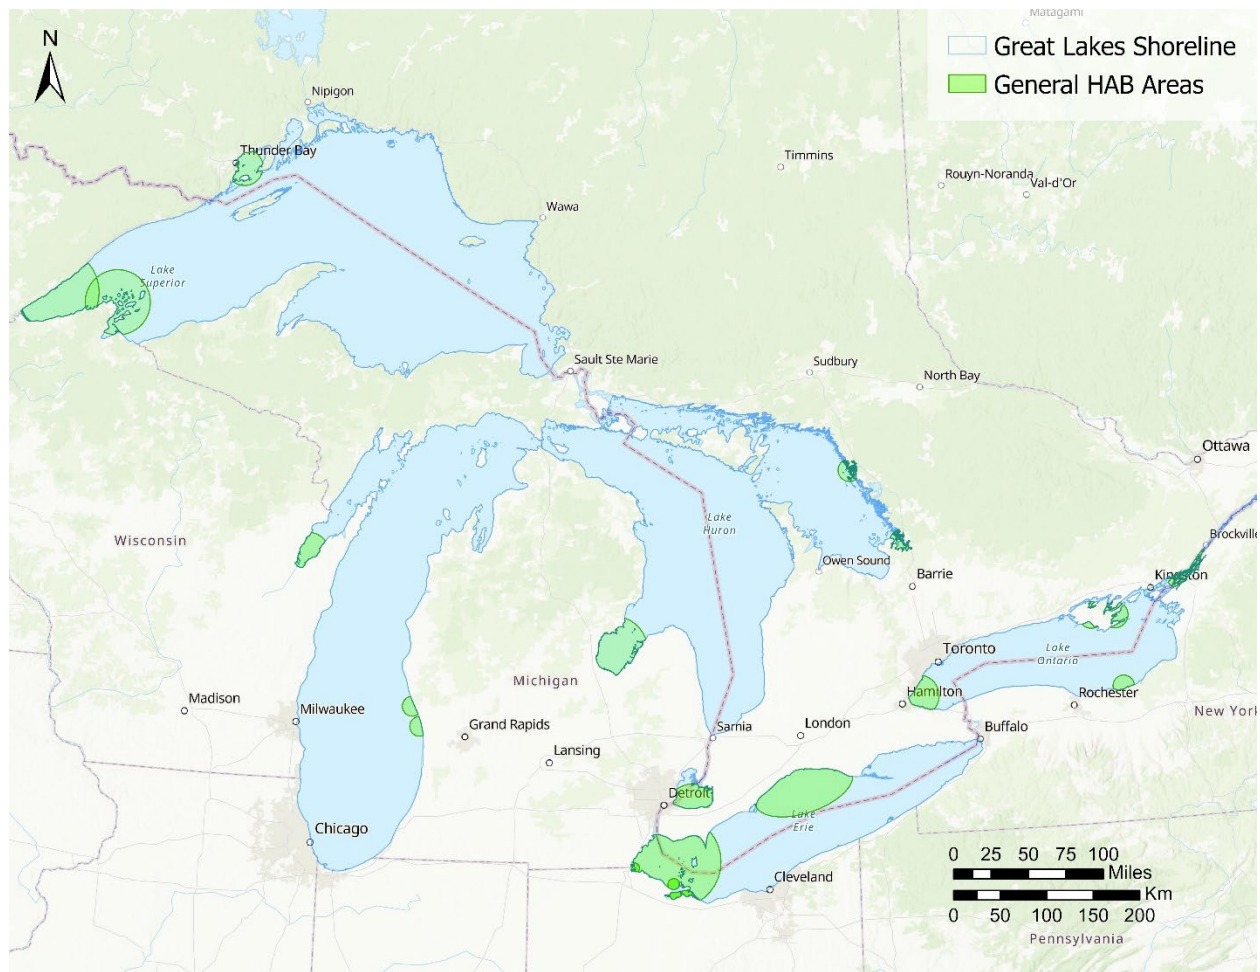 Matagami
N
Great Lakes Shoreline
General HAB Areas
Nipigon
Thunder Bay
Timmins
Rouyn-Noranda
Val-d'Or
Wawa
Lake
Superior
Sault Ste Marie
Sudbury
North Bay
Ottawa
Lake
Huron
Wisconsin
Owen Sound
Brockville
Barrie
Kingston
Toronto
Lake
Ontario
Michigan
Madison
Milwaukee
Hamilton
Rochester
New York
Grand Rapids
Sarnia
London
Buffalo
Lansing
Detroit
Lake
Erie
Chicago
Cleveland
0 25 50 75 100
Miles
Km
0 50 100 150 200
Pennsylvania